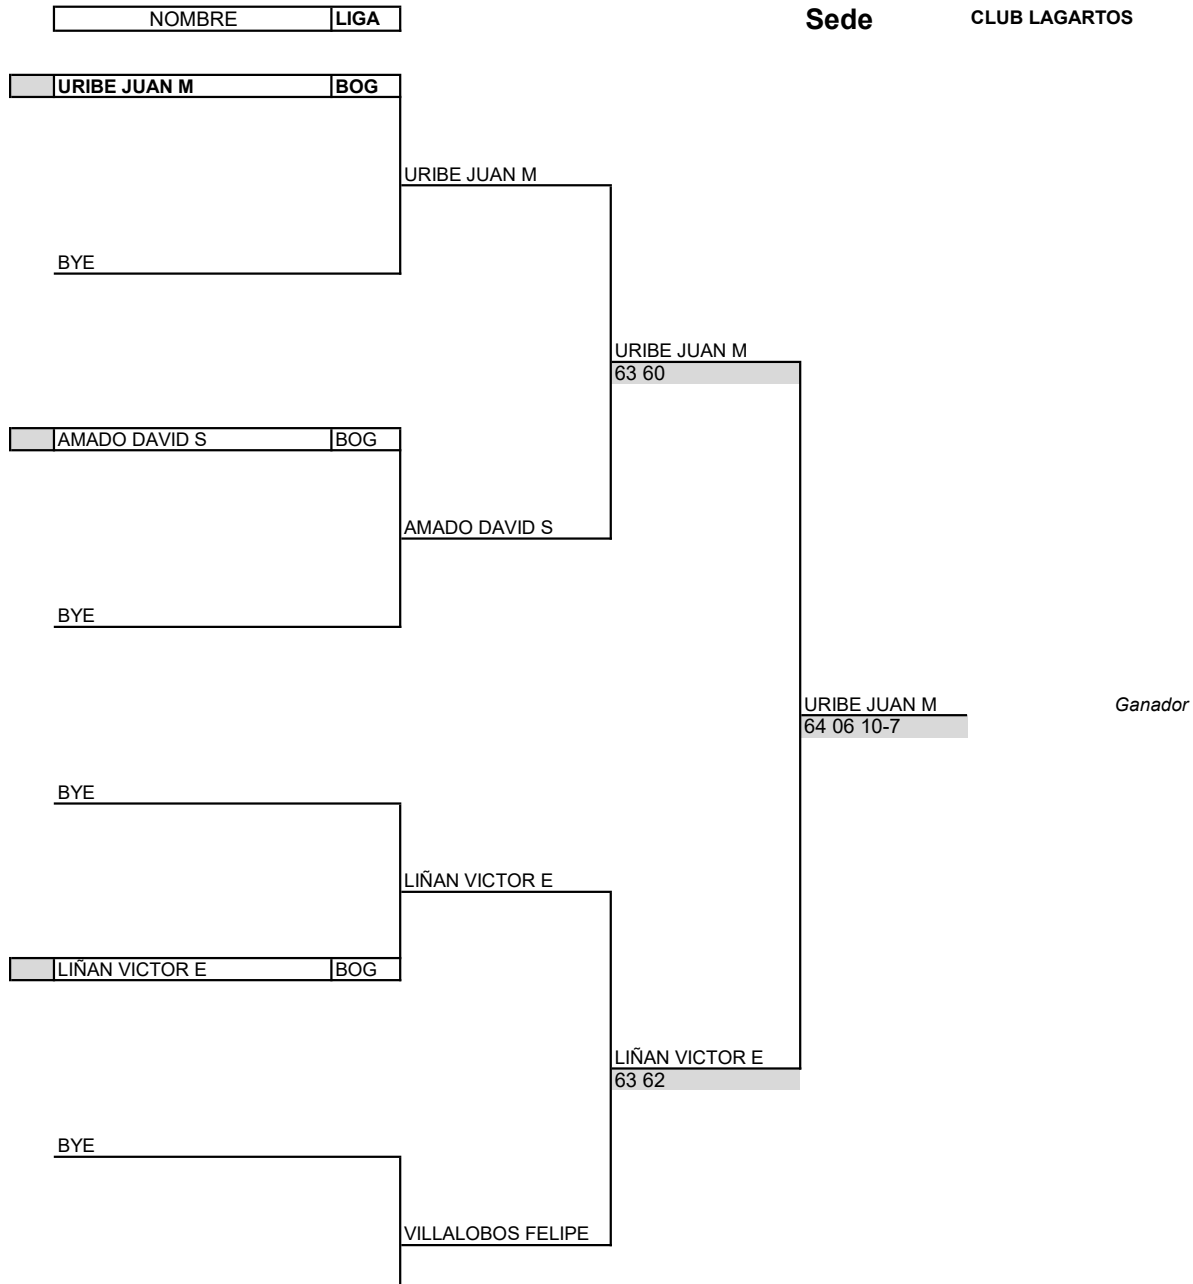 NOMBRE LIGA Sede CLUB LAGARTOS
URIBE JUAN M BOG
URIBE JUAN M
BYE
URIBE JUAN M
63 60
AMADO DAVID S BOG
AMADO DAVID S
BYE
URIBE JUAN M Ganador
64 06 10-7
BYE
LIÑAN VICTOR E
LIÑAN VICTOR E BOG
LIÑAN VICTOR E
63 62
BYE
VILLALOBOS FELIPE